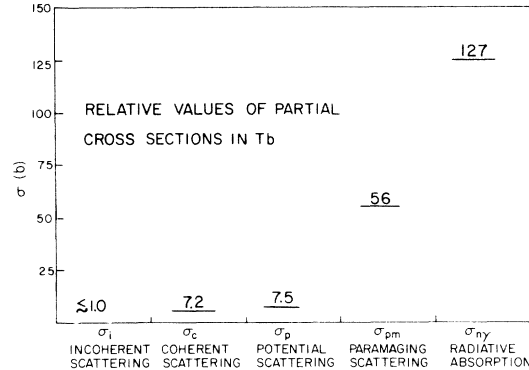 150
127
125
RELATIVE VALUES OF PARTIAL
CROSS SECTIONS IN Tb
100
σ (b)
75
56
50
25
≲1.0
7.2
7.5
σi
σc
σp
σpm
σnγ
INCOHERENT SCATTERING
COHERENT SCATTERING
POTENTIAL SCATTERING
PARAMAGING SCATTERING
RADIATIVE ABSORPTION